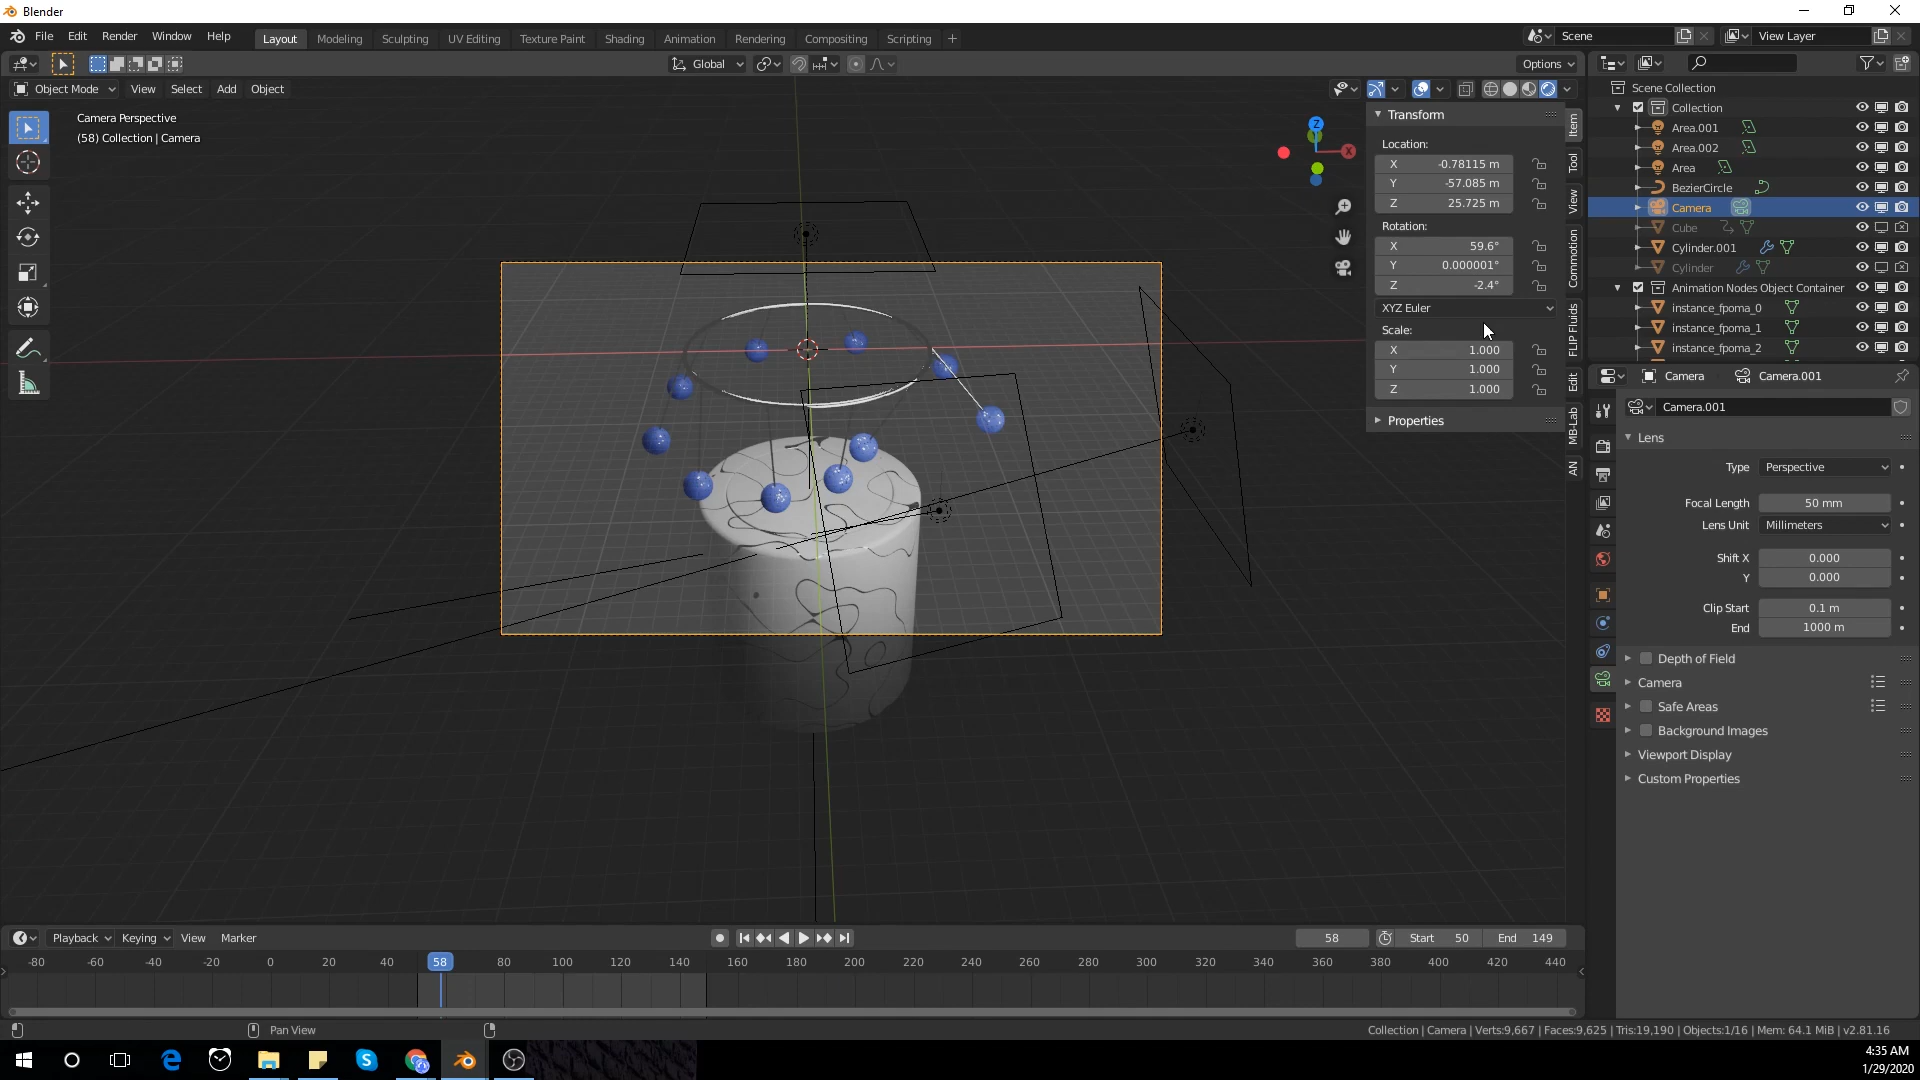 Blender
File Edit Render Window Help Layout Modeling Sculpting UV Editing Texture Paint Shading Animation Rendering Compositing Scripting + Scene View Layer
Global Options
Object Mode View Select Add Object
Camera Perspective
(58) Collection | Camera
Z
X
Transform
Location:
X -0.78115 m
Y -57.085 m
Z 25.725 m
Rotation:
X 59.6°
Y 0.000001°
Z -2.4°
XYZ Euler
Scale:
X 1.000
Y 1.000
Z 1.000
Properties
Item
Tool
View
Commotion
FLIP Fluids
Edit
MB-Lab
AN
Scene Collection
Collection
Area.001
Area.002
Area
BezierCircle
Camera
Cube
Cylinder.001
Cylinder
Animation Nodes Object Container
instance_fpoma_0
instance_fpoma_1
instance_fpoma_2
Camera Camera.001
Camera.001
Lens
Type Perspective
Focal Length 50 mm
Lens Unit Millimeters
Shift X 0.000
Y 0.000
Clip Start 0.1 m
End 1000 m
Depth of Field
Camera
Safe Areas
Background Images
Viewport Display
Custom Properties
Playback Keying View Marker 58 Start 50 End 149
-80 -60 -40 -20 0 20 40 58 80 100 120 140 160 180 200 220 240 260 280 300 320 340 360 380 400 420 440
Pan View Collection | Camera | Verts:9,667 | Faces:9,625 | Tris:19,190 | Objects:1/16 | Mem: 64.1 MiB | v2.81.16
4:35 AM
1/29/2020